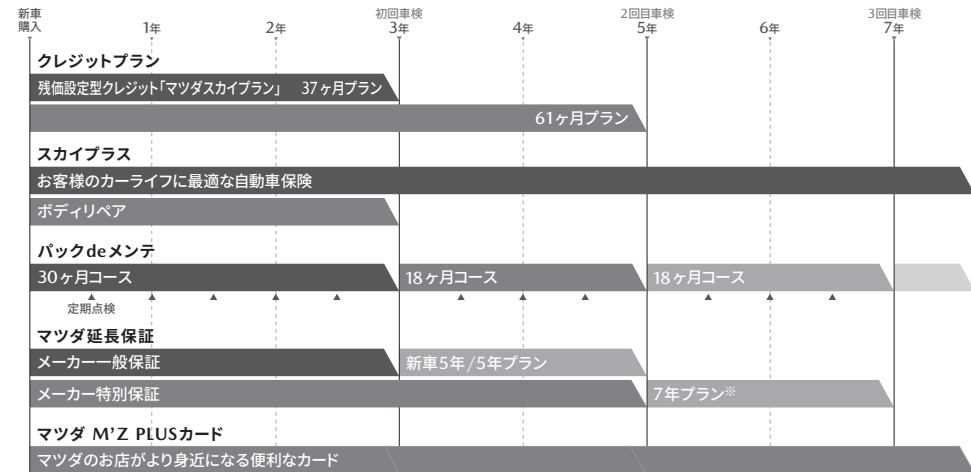 新車
購入
1年
2年
初回車検
3年
4年
2回目車検
5年
6年
3回目車検
7年
クレジットプラン
残価設定型クレジット「マツダスカイプラン」 37ヶ月プラン
61ヶ月プラン
スカイプラス
お客様のカーライフに最適な自動車保険
ボディリペア
パックdeメンテ
30ヶ月コース
18ヶ月コース
18ヶ月コース
定期点検
マツダ延長保証
メーカー一般保証
新車5年/5年プラン
メーカー特別保証
7年プラン※
マツダ M'Z PLUSカード
マツダのお店がより身近になる便利なカード